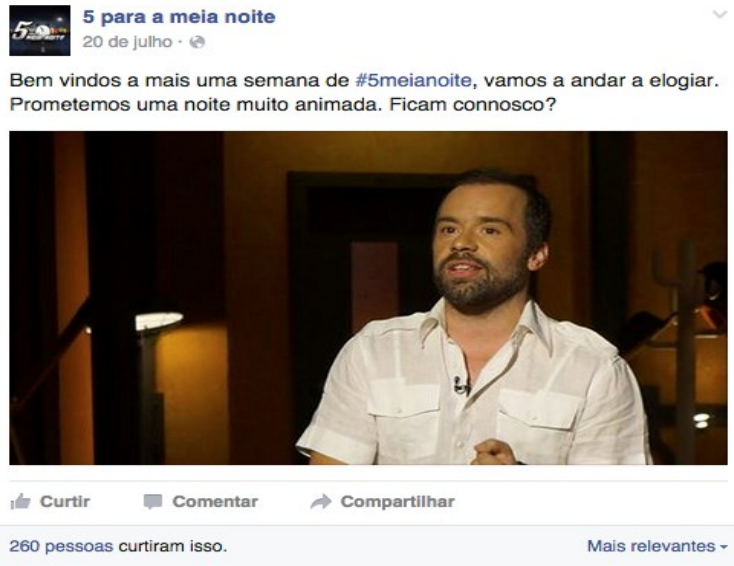 5 para a meia noite
20 de julho
Bem vindos a mais uma semana de #5meianoite, vamos a andar a elogiar.
Prometemos uma noite muito animada. Ficam connosco?
Curtir Comentar Compartilhar
260 pessoas curtiram isso. Mais relevantes